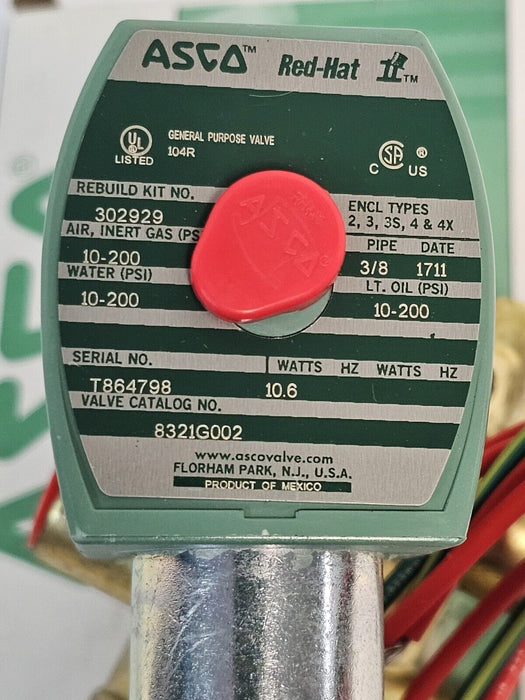 ASCO™ Red-Hat II™
UL
LISTED
GENERAL PURPOSE VALVE
104R
CSA ®
C US
REBUILD KIT NO.
302929
ENCL TYPES
2, 3, 3S, 4 & 4X
AIR, INERT GAS (PS
10-200
PIPE DATE
3/8 1711
WATER (PSI)
10-200
LT. OIL (PSI)
10-200
ASCO
SERIAL NO.
T864798
WATTS HZ WATTS HZ
10.6
VALVE CATALOG NO.
8321G002
www.ascovalve.com
FLORHAM PARK, N.J., U.S.A.
PRODUCT OF MEXICO